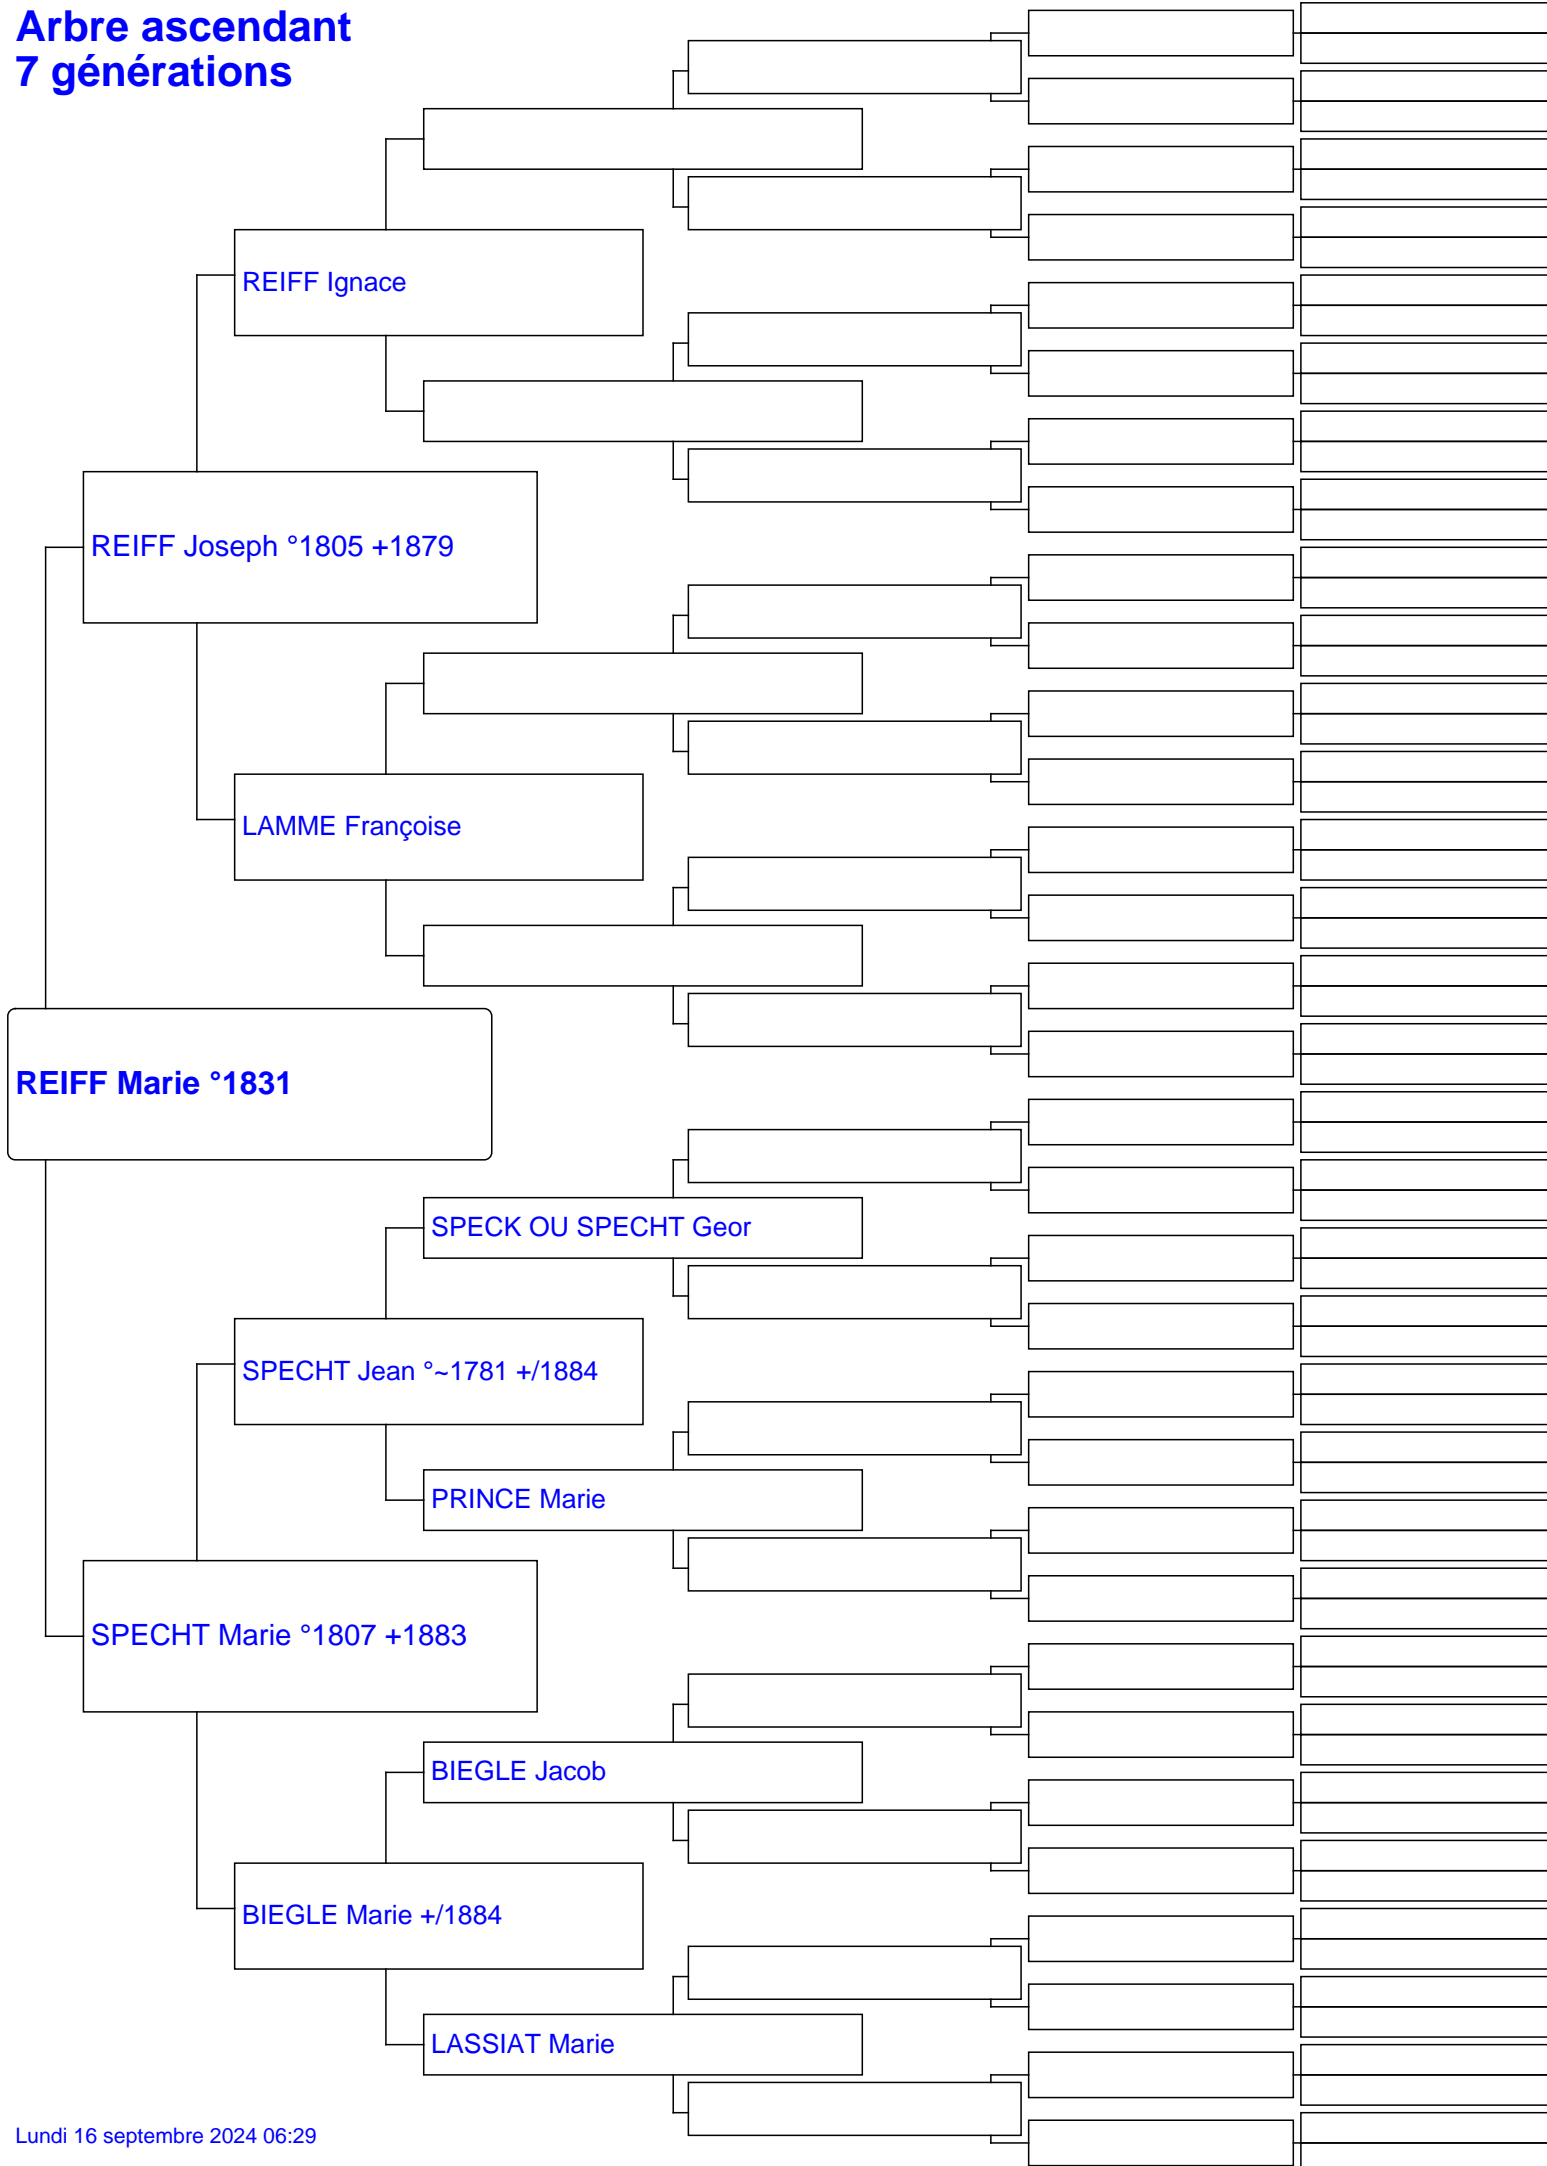 Arbre ascendant
7 générations
REIFF Ignace
REIFF Joseph °1805 +1879
LAMME Françoise
REIFF Marie °1831
SPECK OU SPECHT Geor
SPECHT Jean °~1781 +/1884
PRINCE Marie
SPECHT Marie °1807 +1883
BIEGLE Jacob
BIEGLE Marie +/1884
LASSIAT Marie
Lundi 16 septembre 2024 06:29